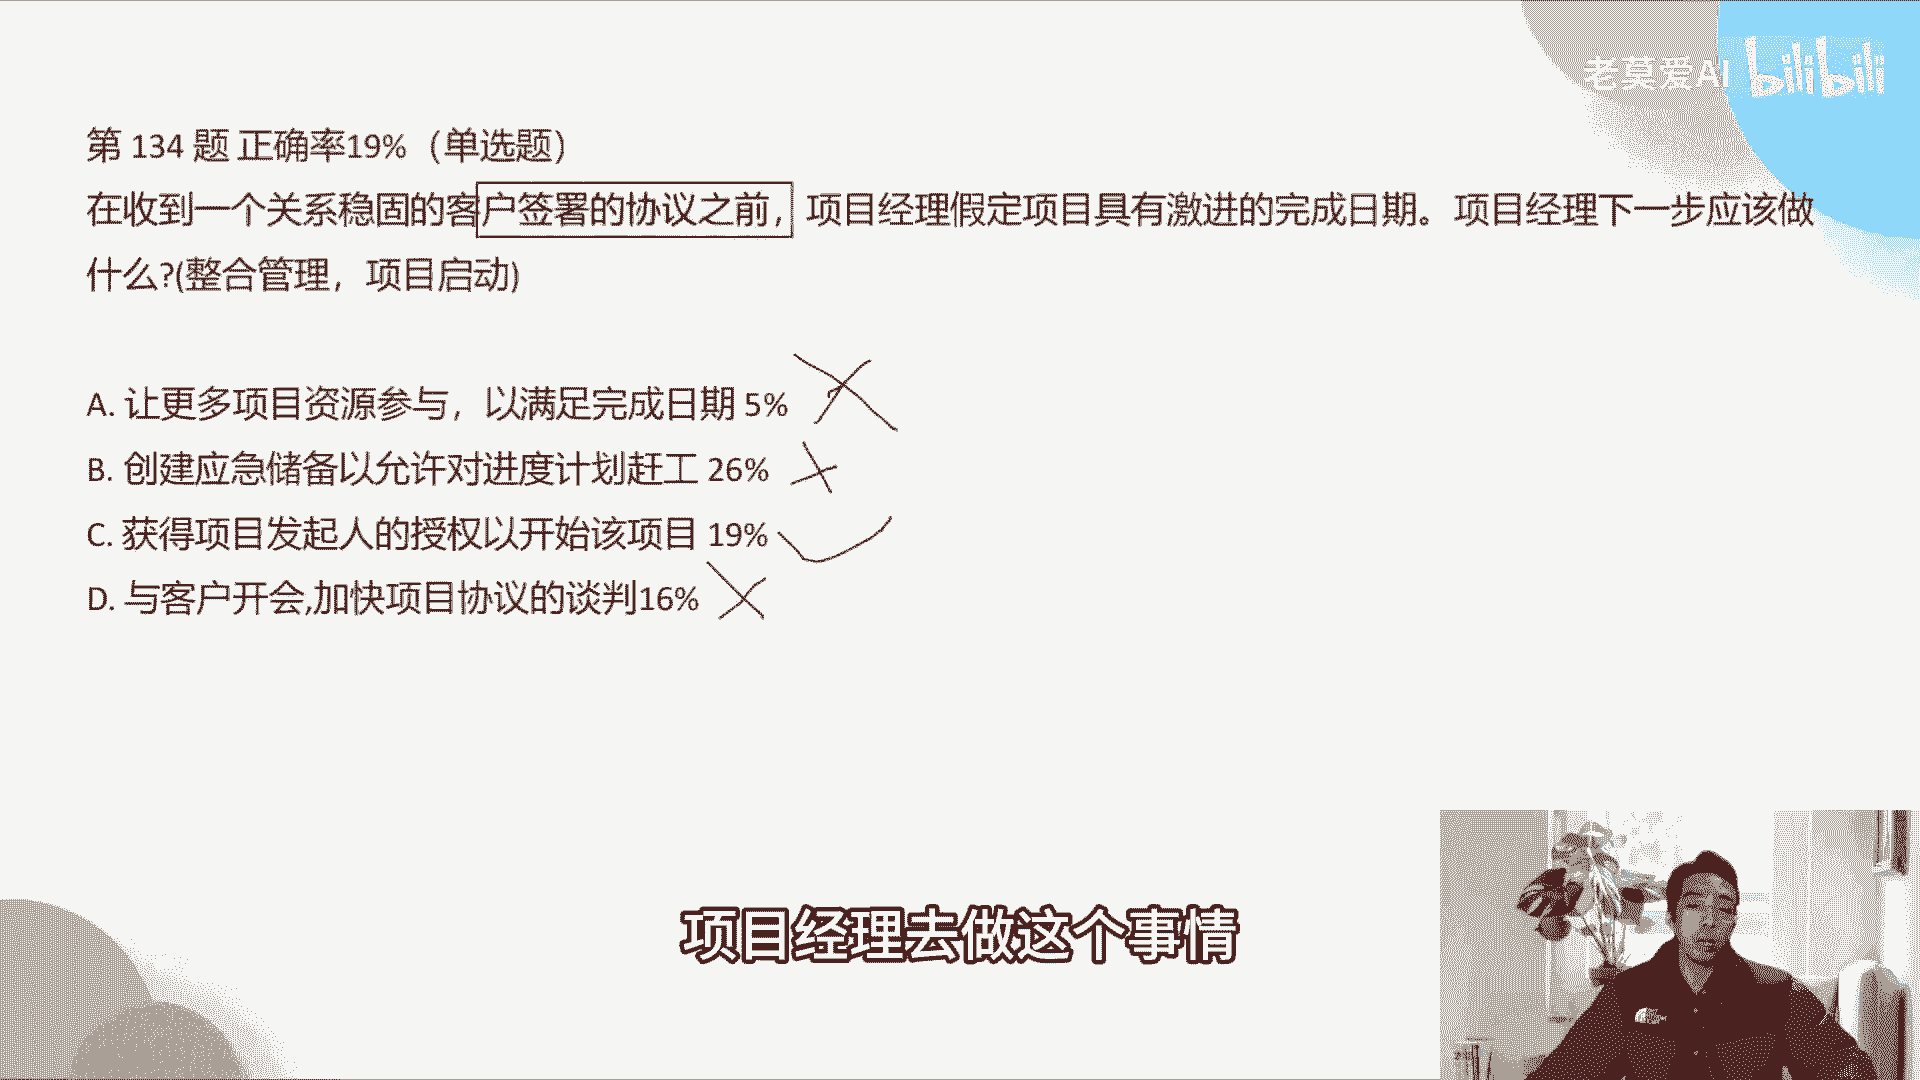 老莫爱AI bilibili
第 134 题 正确率19%（单选题）
在收到一个关系稳固的客户签署的协议之前，项目经理假定项目具有激进的完成日期。项目经理下一步应该做
什么?(整合管理，项目启动)
A. 让更多项目资源参与，以满足完成日期 5%
B. 创建应急储备以允许对进度计划赶工 26%
C. 获得项目发起人的授权以开始该项目 19%
D. 与客户开会,加快项目协议的谈判16%
项目经理去做这个事情